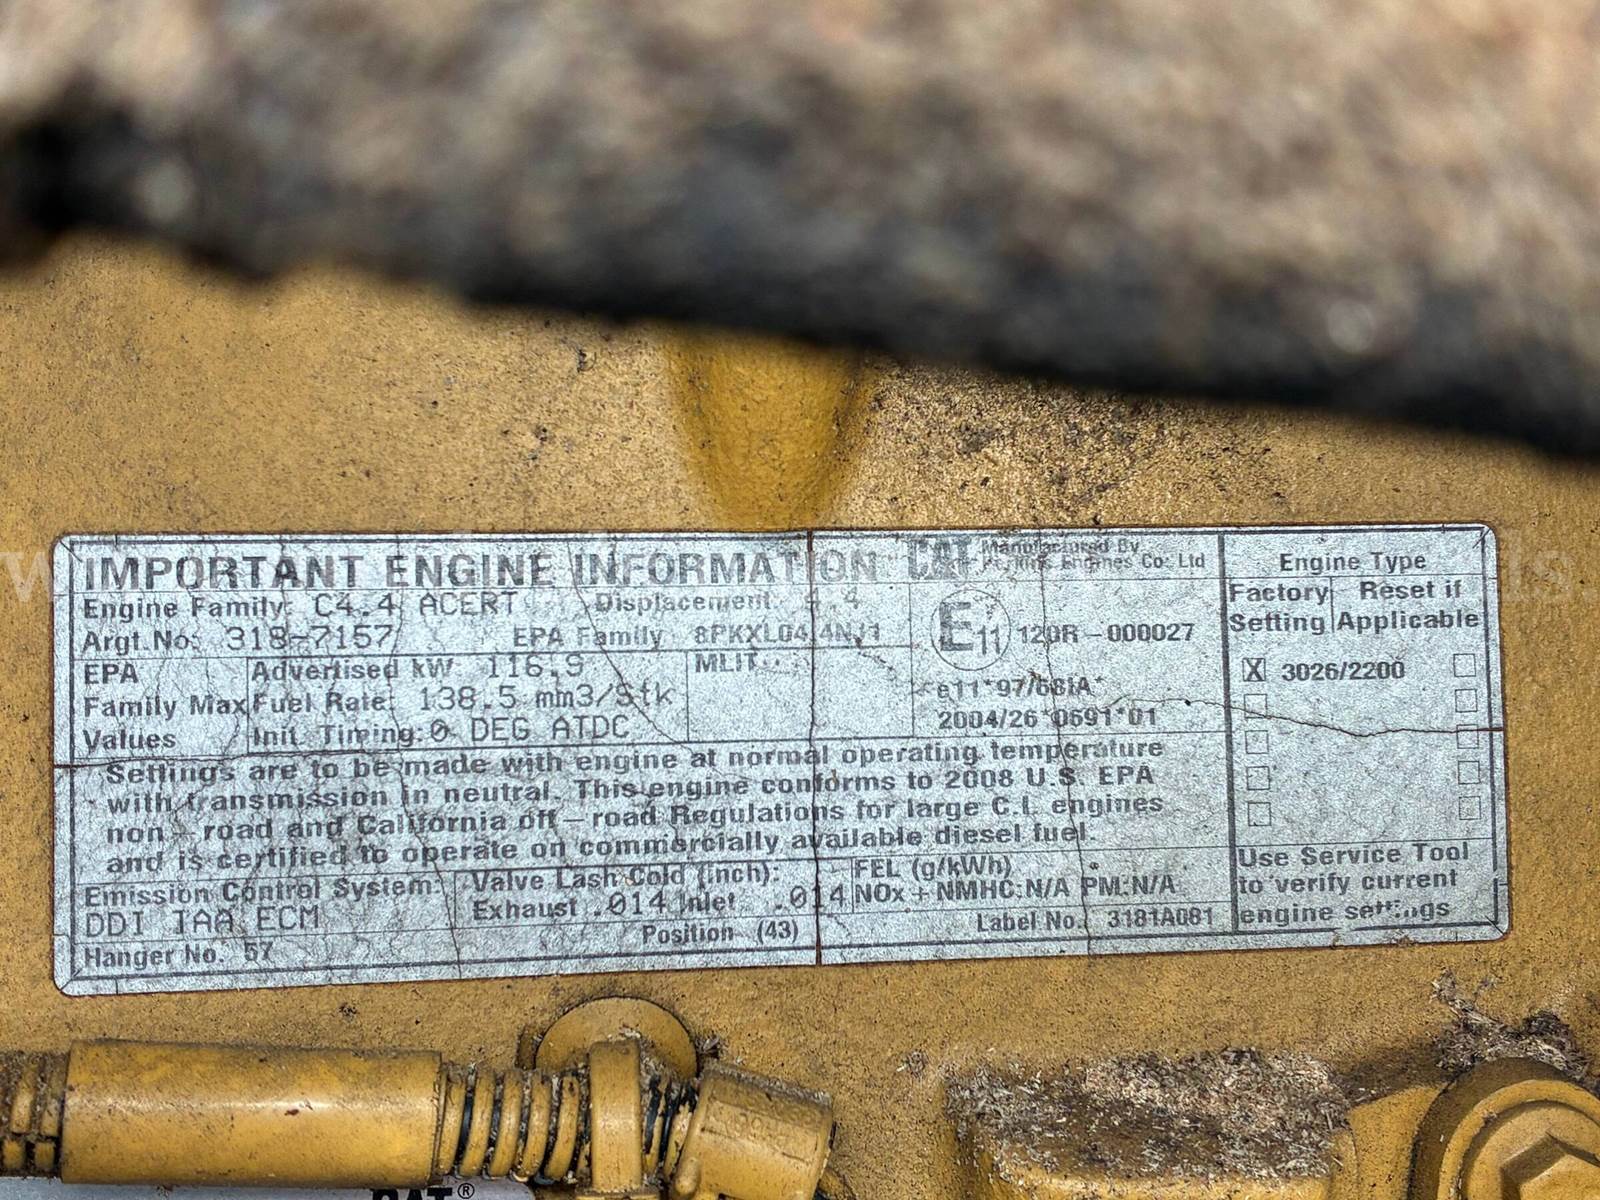 IMPORTANT ENGINE INFORMATION CAT Manufactured By
Perkins Engines Co: Ltd
Engine Family: C4.4 ACERT Displacement: 4.4
Argt.No: 318-7157 EPA Family 8PKXL04.4NJ1
E11 120R-000027
EPA
Family Max
Values
Advertised kW 116.9
Fuel Rate: 138.5 mm3/Stk
Init. Timing: 0 DEG ATDC
MLIT
e11*97/68IA*
2004/26*0691*01
Settings are to be made with engine at normal operating temperature
with transmission in neutral. This engine conforms to 2008 U.S. EPA
non-road and California off-road Regulations for large C.I. engines
and is certified to operate on commercially available diesel fuel.
Emission Control System:
DDI TAA ECM
Valve Lash Cold (Inch):
Exhaust .014 Inlet .014
FEL (g/kWh)
NOx+NMHC:N/A PM:N/A
Hanger No. 57
Position (43)
Label No. 3181A081
Engine Type
Factory Setting
Reset if Applicable
X 3026/2200
Use Service Tool
to verify current
engine settings
CAT®